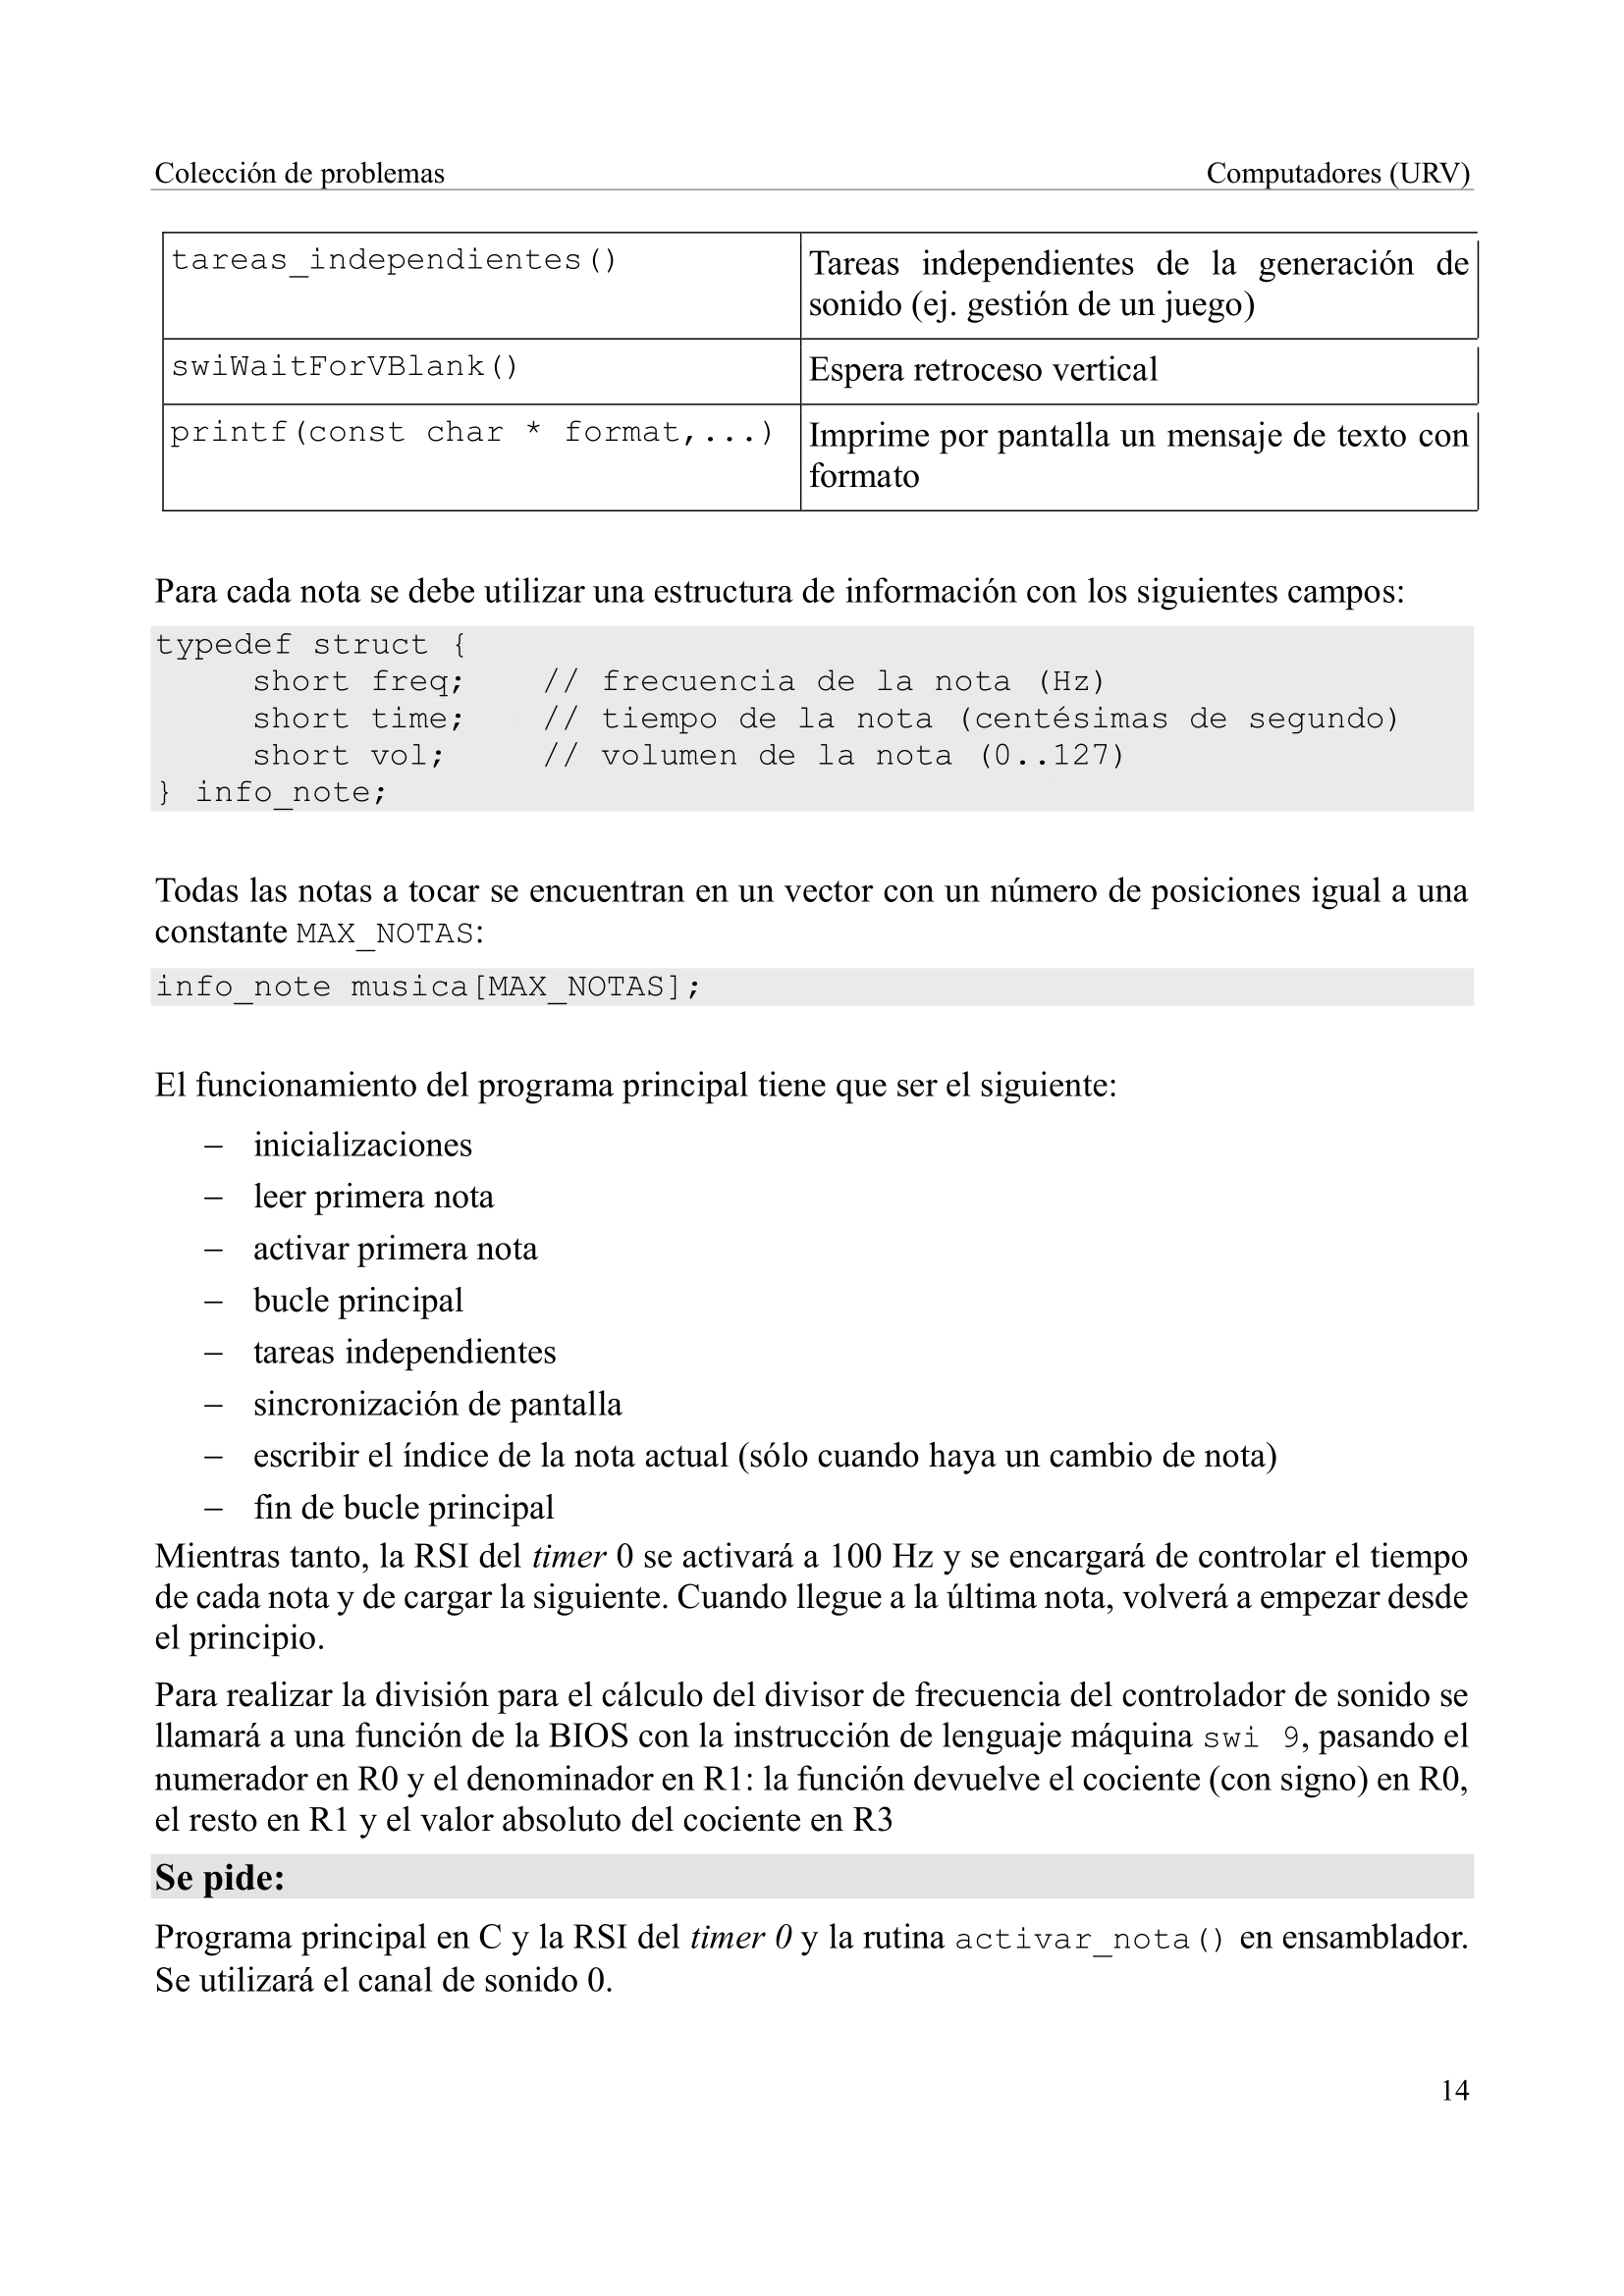 Colección de problemas
Computadores (URV)
tareas_independientes()
Tareas independientes de la generación de
sonido (ej. gestión de un juego)
swiWaitForVBlank()
Espera retroceso vertical
printf(const char * format,...)
Imprime por pantalla un mensaje de texto con
formato
Para cada nota se debe utilizar una estructura de información con los siguientes campos:
typedef struct {
     short freq;    // frecuencia de la nota (Hz)
     short time;    // tiempo de la nota (centésimas de segundo)
     short vol;     // volumen de la nota (0..127)
} info_note;
Todas las notas a tocar se encuentran en un vector con un número de posiciones igual a una
constante MAX_NOTAS:
info_note musica[MAX_NOTAS];
El funcionamiento del programa principal tiene que ser el siguiente:
– inicializaciones
– leer primera nota
– activar primera nota
– bucle principal
– tareas independientes
– sincronización de pantalla
– escribir el índice de la nota actual (sólo cuando haya un cambio de nota)
– fin de bucle principal
Mientras tanto, la RSI del timer 0 se activará a 100 Hz y se encargará de controlar el tiempo
de cada nota y de cargar la siguiente. Cuando llegue a la última nota, volverá a empezar desde
el principio.
Para realizar la división para el cálculo del divisor de frecuencia del controlador de sonido se
llamará a una función de la BIOS con la instrucción de lenguaje máquina swi 9, pasando el
numerador en R0 y el denominador en R1: la función devuelve el cociente (con signo) en R0,
el resto en R1 y el valor absoluto del cociente en R3
Se pide:
Programa principal en C y la RSI del timer 0 y la rutina activar_nota() en ensamblador.
Se utilizará el canal de sonido 0.
14